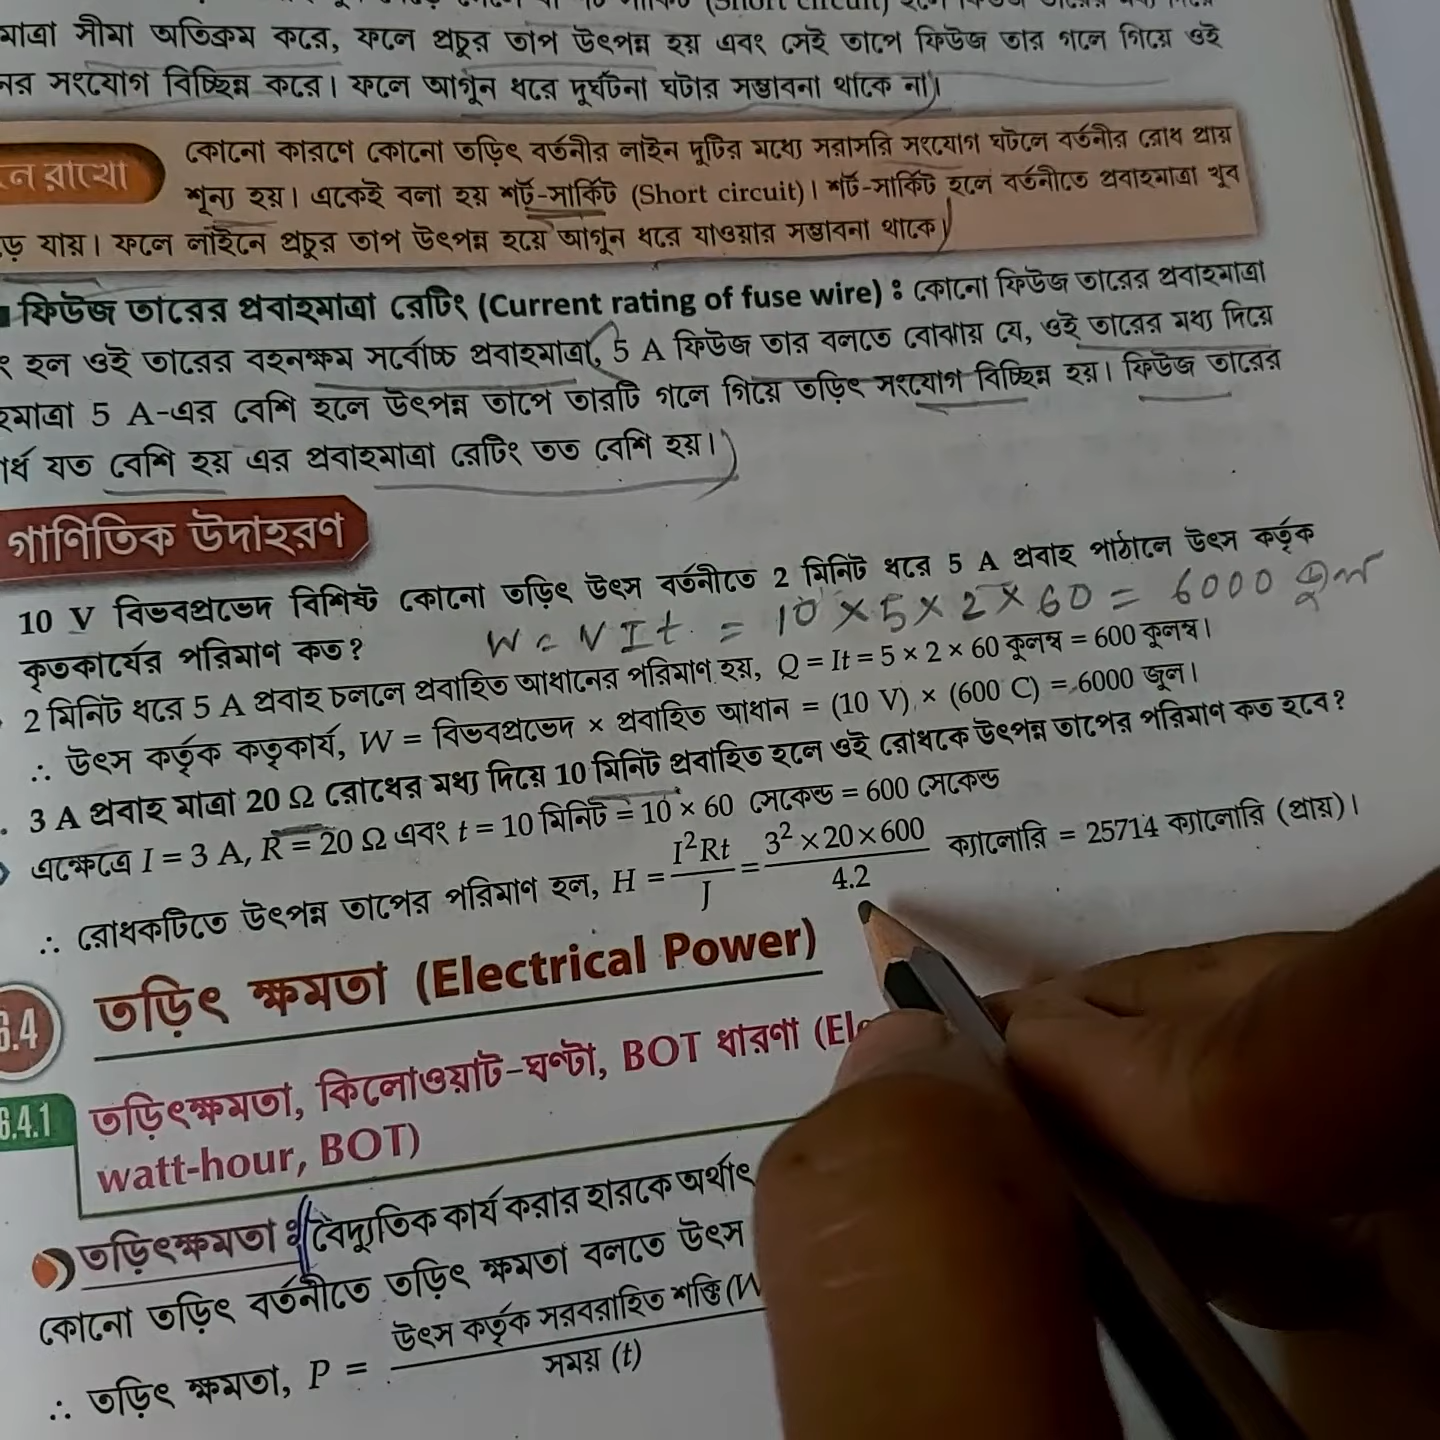 মাত্রা সীমা অতিক্রম করে, ফলে প্রচুর তাপ উৎপন্ন হয় এবং সেই তাপে ফিউজ তার গলে গিয়ে ওই
সংযোগ বিচ্ছিন্ন করে। ফলে আগুন ধরে দুর্ঘটনা ঘটার সম্ভাবনা থাকে না।
রাখো
কোনো কারণে কোনো তড়িৎ বর্তনীর লাইন দুটির মধ্যে সরাসরি সংযোগ ঘটলে বর্তনীর রোধ প্রায়
শূন্য হয়। একেই বলা হয় শর্ট-সার্কিট (Short circuit)। শর্ট-সার্কিট হলে বর্তনীতে প্রবাহমাত্রা খুব
যায়। ফলে লাইনে প্রচুর তাপ উৎপন্ন হয়ে আগুন ধরে যাওয়ার সম্ভাবনা থাকে।
■ ফিউজ তারের প্রবাহমাত্রা রেটিং (Current rating of fuse wire) : কোনো ফিউজ তারের প্রবাহমাত্রা
হল ওই তারের বহনক্ষম সর্বোচ্চ প্রবাহমাত্রা, 5 A ফিউজ তার বলতে বোঝায় যে, ওই তারের মধ্য দিয়ে
মাত্রা 5 A-এর বেশি হলে উৎপন্ন তাপে তারটি গলে গিয়ে তড়িৎ সংযোগ বিচ্ছিন্ন হয়। ফিউজ তারের
যত বেশি হয় এর প্রবাহমাত্রা রেটিং তত বেশি হয়।
গাণিতিক উদাহরণ
10 V বিভবপ্রভেদ বিশিষ্ট কোনো তড়িৎ উৎস বর্তনীতে 2 মিনিট ধরে 5 A প্রবাহ পাঠালে উৎস কর্তৃক
কৃতকার্যের পরিমাণ কত? W = VIt = 10 × 5 × 2 × 60 = 6000 জুল
2 মিনিট ধরে 5 A প্রবাহ চললে প্রবাহিত আধানের পরিমাণ হয়, Q = It = 5 × 2 × 60 কুলম্ব = 600 কুলম্ব।
∴ উৎস কর্তৃক কতৃকার্য, W = বিভবপ্রভেদ × প্রবাহিত আধান = (10 V) × (600 C) = 6000 জুল।
3 A প্রবাহ মাত্রা 20 Ω রোধের মধ্য দিয়ে 10 মিনিট প্রবাহিত হলে ওই রোধকে উৎপন্ন তাপের পরিমাণ কত হবে?
এক্ষেত্রে I = 3 A, R = 20 Ω এবং t = 10 মিনিট = 10 × 60 সেকেন্ড = 600 সেকেন্ড
∴ রোধকটিতে উৎপন্ন তাপের পরিমাণ হল, H = I²Rt/J = 3² × 20 × 600/4.2 ক্যালোরি = 25714 ক্যালোরি (প্রায়)।
6.4 তড়িৎ ক্ষমতা (Electrical Power)
6.4.1 তড়িৎক্ষমতা, কিলোওয়াট-ঘণ্টা, BOT ধারণা
watt-hour, BOT)
তড়িৎক্ষমতা : বৈদ্যুতিক কার্য করার হারকে অর্থাৎ
কোনো তড়িৎ বর্তনীতে তড়িৎ ক্ষমতা বলতে উৎস
∴ তড়িৎ ক্ষমতা, P = উৎস কর্তৃক সরবরাহিত শক্তি (W
সময় (t)